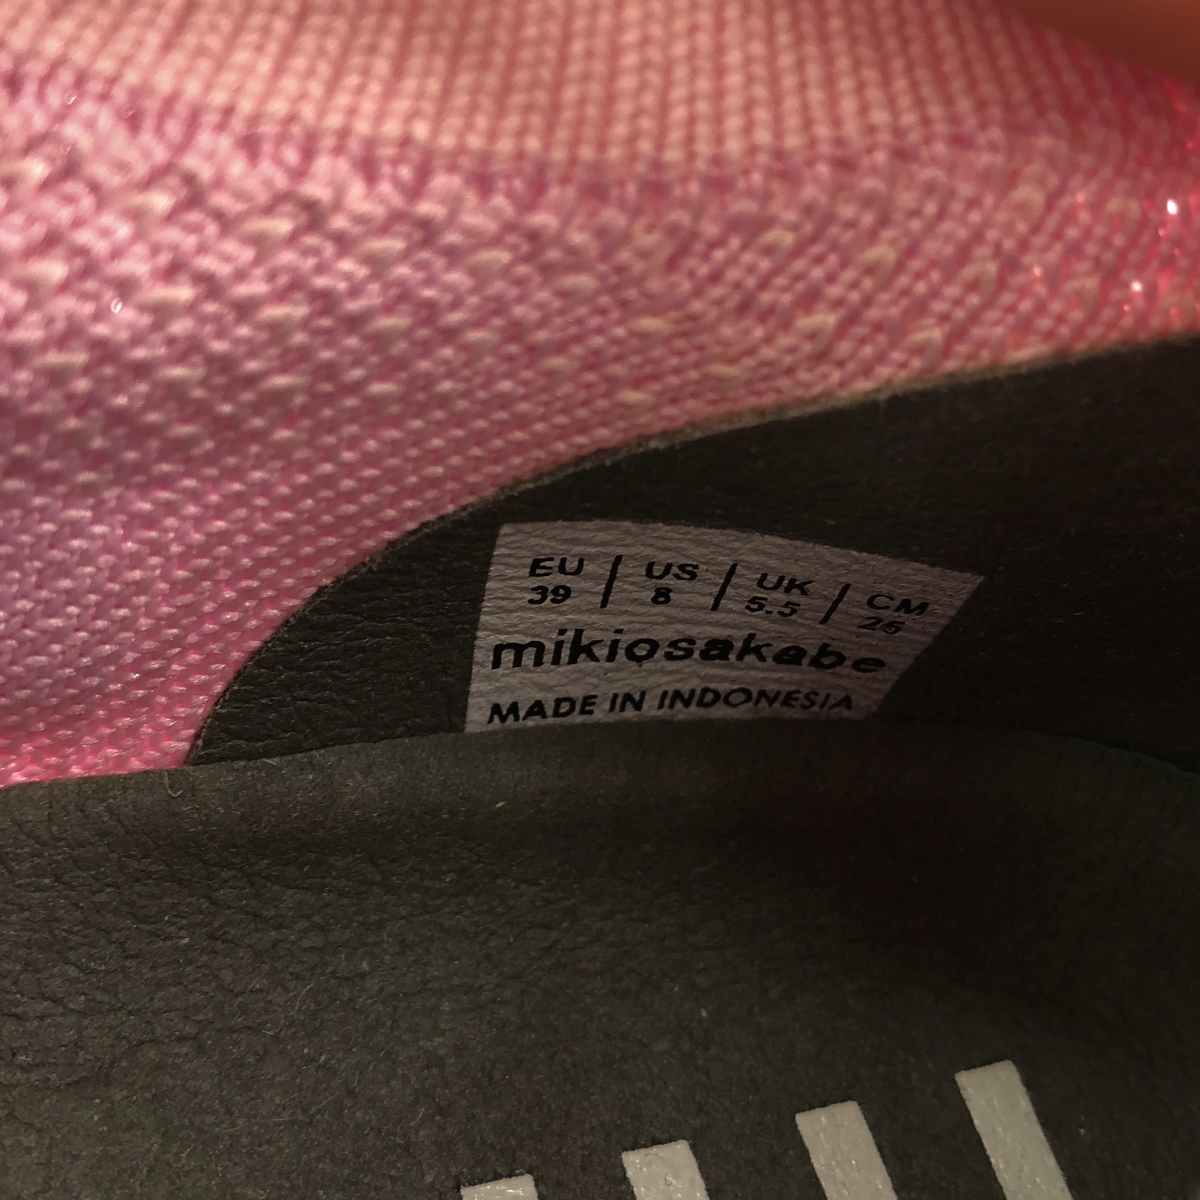 EU | US | UK | CM
39 | 8 | 5.5 | 25
mikiosakabe
MADE IN INDONESIA